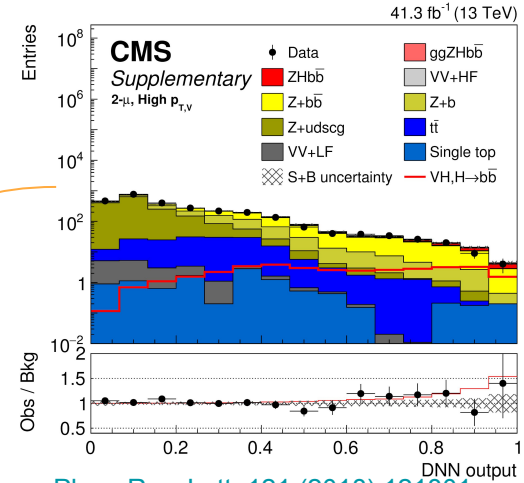 41.3 fb⁻¹ (13 TeV)
Entries
10⁸
10⁶
10⁴
10²
1
10⁻²
CMS
Supplementary
2-μ, High p_T,V
Data
ggZHbb̅
ZHbb̅
VV+HF
Z+bb̅
Z+b
Z+udscg
tt̅
VV+LF
Single top
S+B uncertainty
VH,H→bb̅
Obs / Bkg
2
1.5
1
0.5
0 0.2 0.4 0.6 0.8 1
DNN output